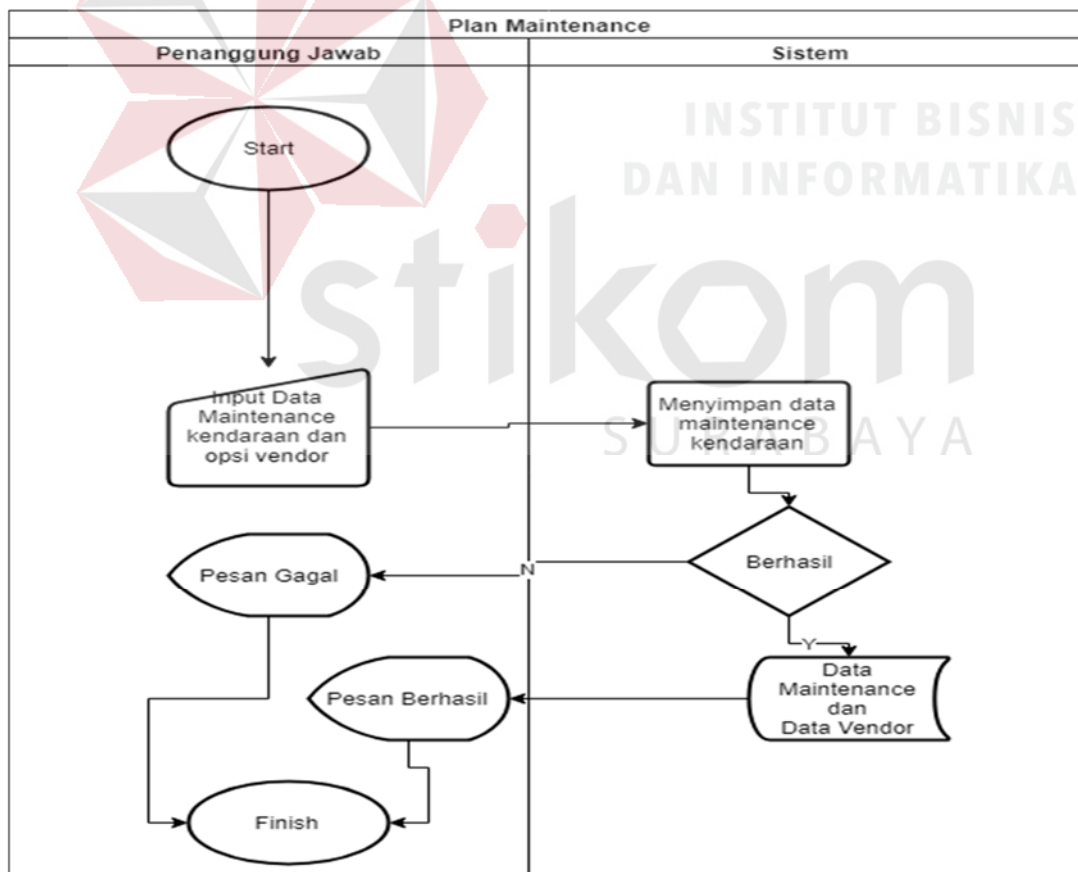 Plan Maintenance
Penanggung Jawab
Sistem
INSTITUT BISNIS
DAN INFORMATIKA
Start
stikom
SURABAYA
Input Data
Maintenance
kendaraan dan
opsi vendor
Menyimpan data
maintenance
kendaraan
Berhasil
N
Pesan Gagal
Y
Data
Maintenance
dan
Data Vendor
Pesan Berhasil
Finish